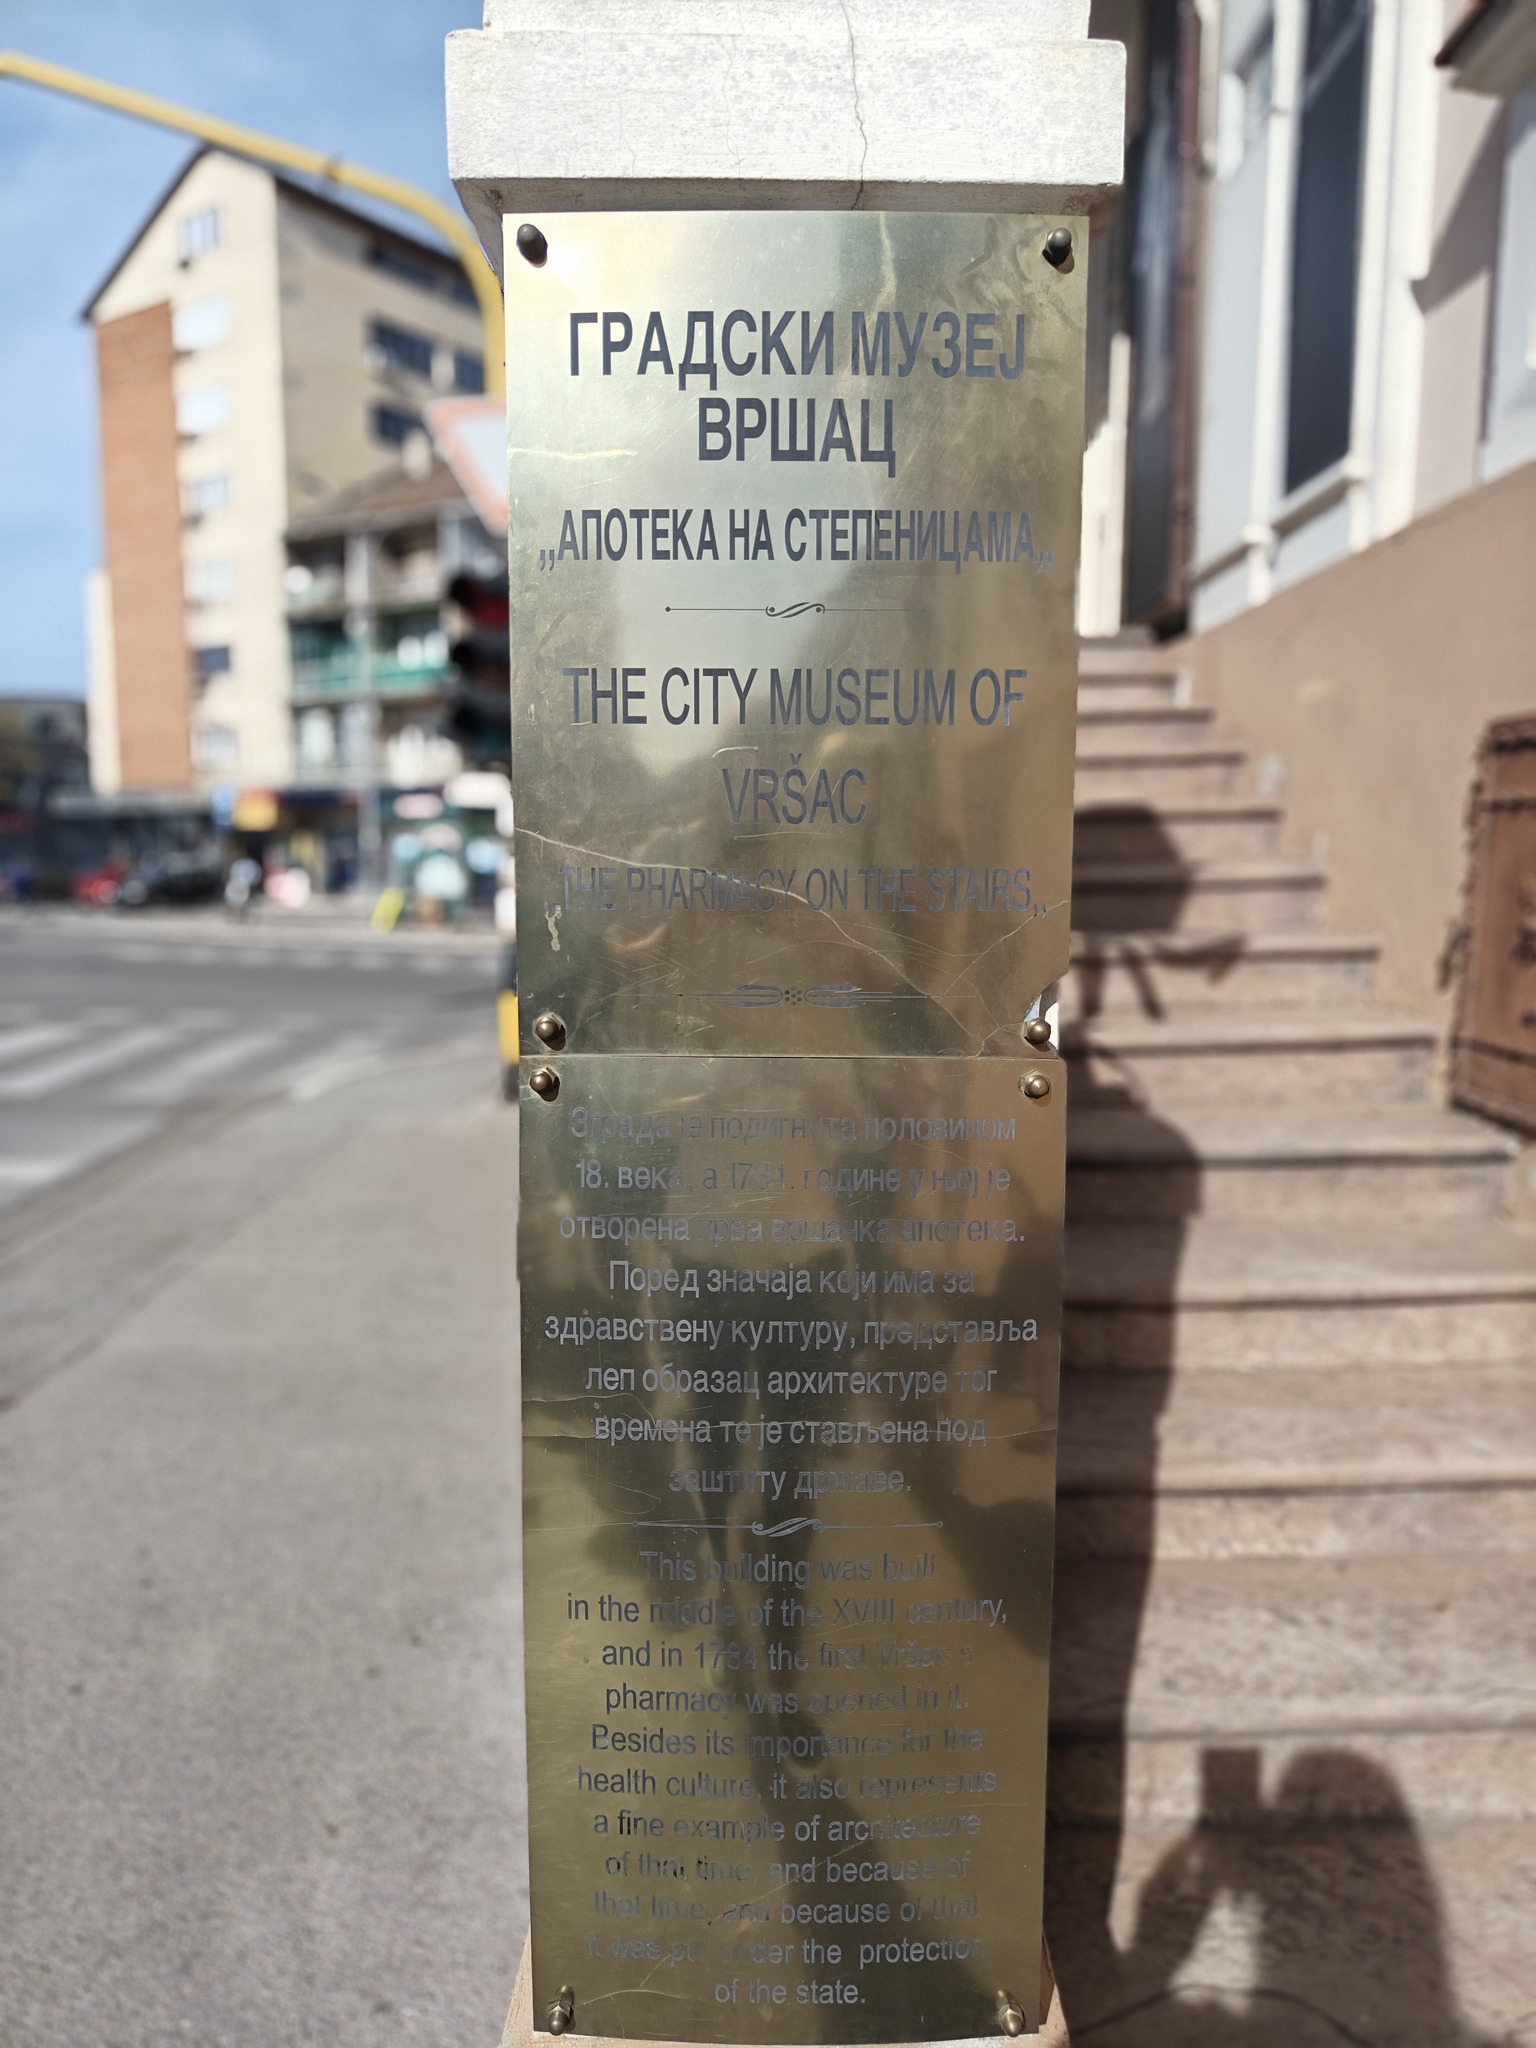 ГРАДСКИ МУЗЕЈ
ВРШАЦ
„АПОТЕКА НА СТЕПЕНИЦАМА„
THE CITY MUSEUM OF
VRŠAC
„THE PHARMACY ON THE STAIRS„
Зграда је подигнута половином
18. века, а 1784. године у њој је
отворена прва вршачка апотека.
Поред значаја који има за
здравствену културу, представља
леп образац архитектуре тог
времена те је стављена под
заштиту државе.
This building was built
in the middle of the XVIII century,
and in 1784 the first Vršac s
pharmacy was opened in it.
Besides its importance for the
health culture, it also represents
a fine example of architecture
of that time, and because of
that time, and because of that
it was put under the protection
of the state.